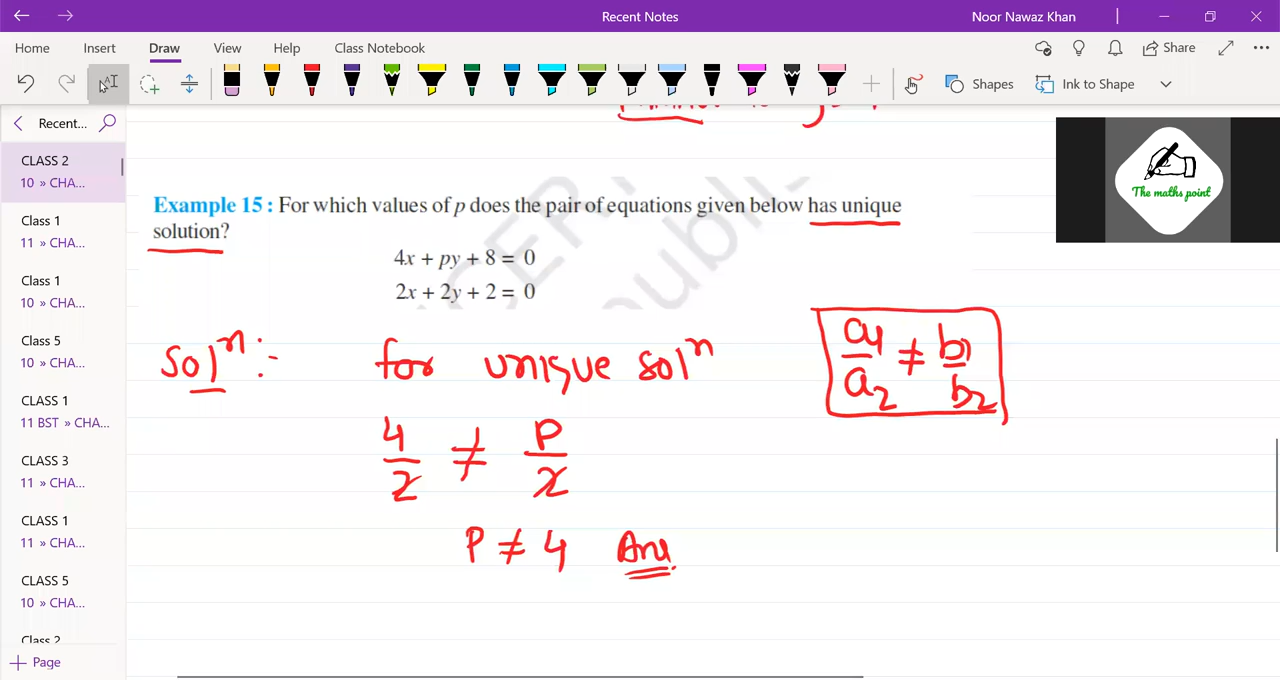 Recent Notes
Noor Nawaz Khan
Home Insert Draw View Help Class Notebook Share
Shapes Ink to Shape
Recent...
CLASS 2
10 » CHA...
Class 1
11 » CHA...
Class 1
10 » CHA...
Class 5
10 » CHA...
CLASS 1
11 BST » CHA...
CLASS 3
11 » CHA...
CLASS 1
11 » CHA...
CLASS 5
10 » CHA...
Class 2
Page
The maths point
Example 15 : For which values of p does the pair of equations given below has unique
solution?
4x + py + 8 = 0
2x + 2y + 2 = 0
Solⁿ:- for unique solⁿ
a1/a2 ≠ b1/b2
4/2 ≠ P/2
P ≠ 4 Ans.